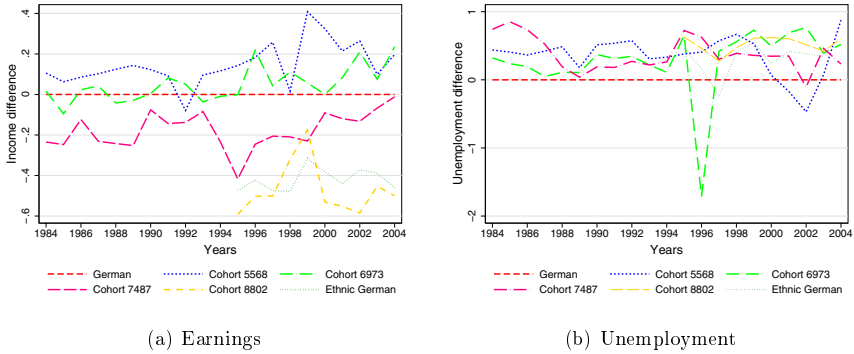 .4
.2
0
-.2
-.4
-.6
Income difference
1984 1986 1988 1990 1992 1994 1996 1998 2000 2002 2004
Years
German Cohort 5568 Cohort 6973
Cohort 7487 Cohort 8802 Ethnic German
(a) Earnings
1
0
-1
-2
Unemployment difference
1984 1986 1988 1990 1992 1994 1996 1998 2000 2002 2004
Years
German Cohort 5568 Cohort 6973
Cohort 7487 Cohort 8802 Ethnic German
(b) Unemployment